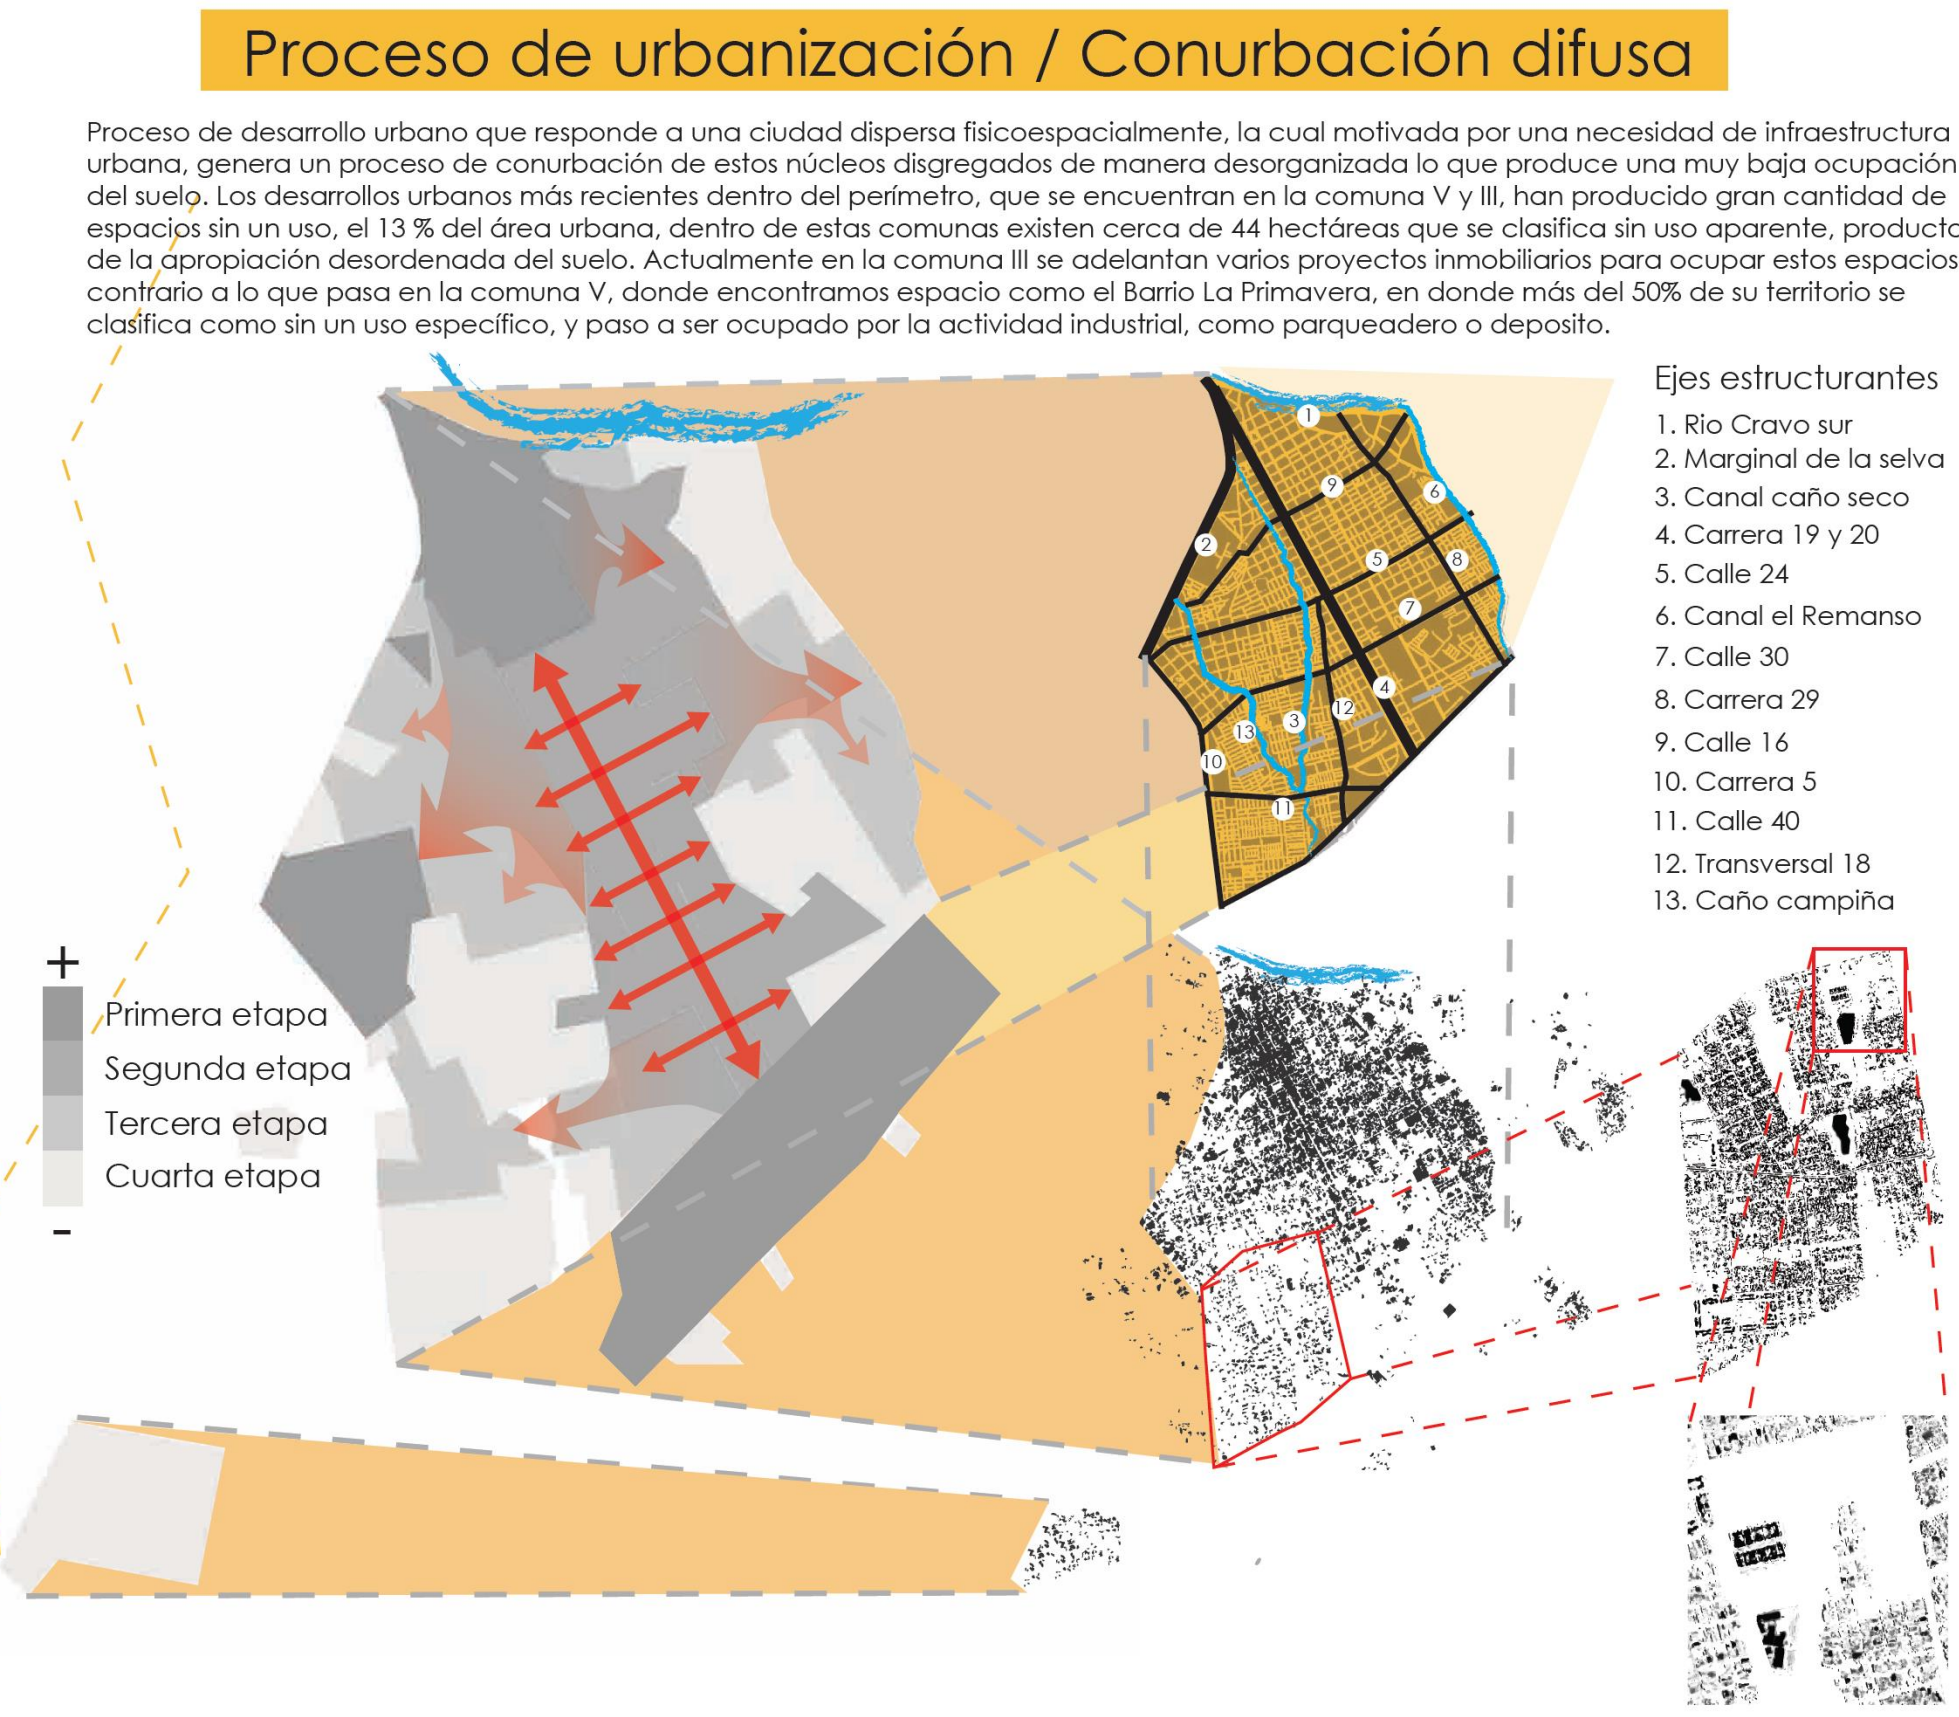 Proceso de urbanización / Conurbación difusa
Proceso de desarrollo urbano que responde a una ciudad dispersa fisicoespacialmente, la cual motivada por una necesidad de infraestructura
urbana, genera un proceso de conurbación de estos núcleos disgregados de manera desorganizada lo que produce una muy baja ocupación
del suelo. Los desarrollos urbanos más recientes dentro del perímetro, que se encuentran en la comuna V y III, han producido gran cantidad de
espacios sin un uso, el 13 % del área urbana, dentro de estas comunas existen cerca de 44 hectáreas que se clasifica sin uso aparente, producto
de la apropiación desordenada del suelo. Actualmente en la comuna III se adelantan varios proyectos inmobiliarios para ocupar estos espacios
contrario a lo que pasa en la comuna V, donde encontramos espacio como el Barrio La Primavera, en donde más del 50% de su territorio se
clasifica como sin un uso específico, y paso a ser ocupado por la actividad industrial, como parqueadero o deposito.
Ejes estructurantes
1. Rio Cravo sur
2. Marginal de la selva
3. Canal caño seco
4. Carrera 19 y 20
5. Calle 24
6. Canal el Remanso
7. Calle 30
8. Carrera 29
9. Calle 16
10. Carrera 5
11. Calle 40
12. Transversal 18
13. Caño campiña
1
9
6
2
5
8
7
4
12
3
13
10
11
+
Primera etapa
Segunda etapa
Tercera etapa
Cuarta etapa
-